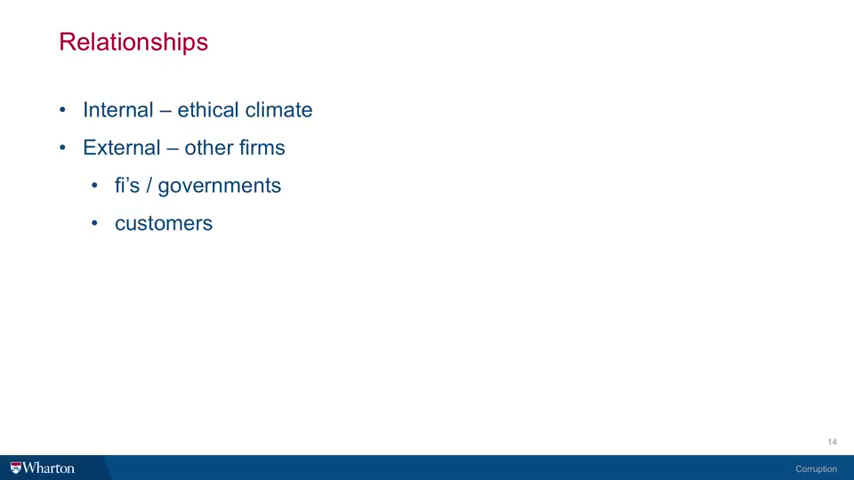 Relationships
• Internal – ethical climate
• External – other firms
• fi’s / governments
• customers
14
Wharton
Corruption